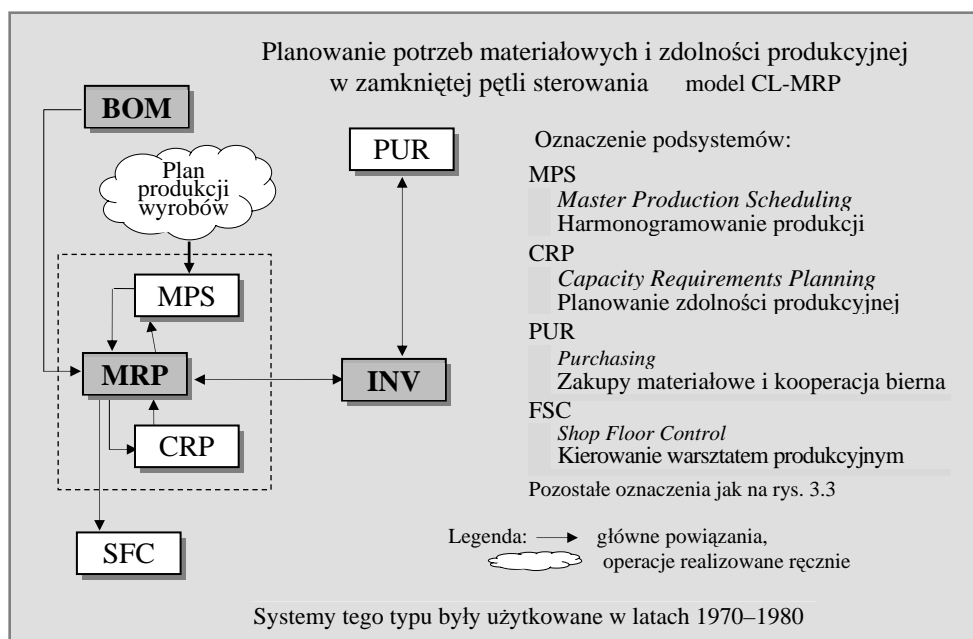 Planowanie potrzeb materiałowych i zdolności produkcyjnej
w zamkniętej pętli sterowania model CL-MRP
BOM
PUR
Plan
produkcji
wyrobów
MPS
MRP
INV
CRP
SFC
Oznaczenie podsystemów:
MPS
Master Production Scheduling
Harmonogramowanie produkcji
CRP
Capacity Requirements Planning
Planowanie zdolności produkcyjnej
PUR
Purchasing
Zakupy materiałowe i kooperacja bierna
FSC
Shop Floor Control
Kierowanie warsztatem produkcyjnym
Pozostałe oznaczenia jak na rys. 3.3
Legenda: główne powiązania,
operacje realizowane ręcznie
Systemy tego typu były użytkowane w latach 1970–1980